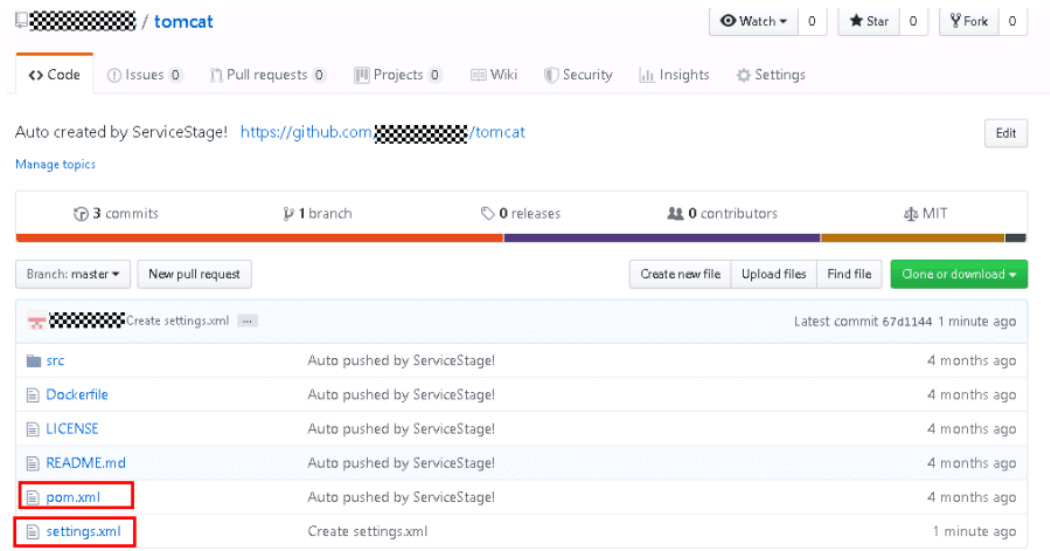 / tomcat
Watch 0 Star 0 Fork 0
Code Issues 0 Pull requests 0 Projects 0 Wiki Security Insights Settings
Auto created by ServiceStage! https://github.com /tomcat Edit
Manage topics
3 commits 1 branch 0 releases 0 contributors MIT
Branch: master New pull request Create new file Upload files Find file Clone or download
Create settings.xml ... Latest commit 67d1144 1 minute ago
src Auto pushed by ServiceStage! 4 months ago
Dockerfile Auto pushed by ServiceStage! 4 months ago
LICENSE Auto pushed by ServiceStage! 4 months ago
README.md Auto pushed by ServiceStage! 4 months ago
pom.xml Auto pushed by ServiceStage! 4 months ago
settings.xml Create settings.xml 1 minute ago